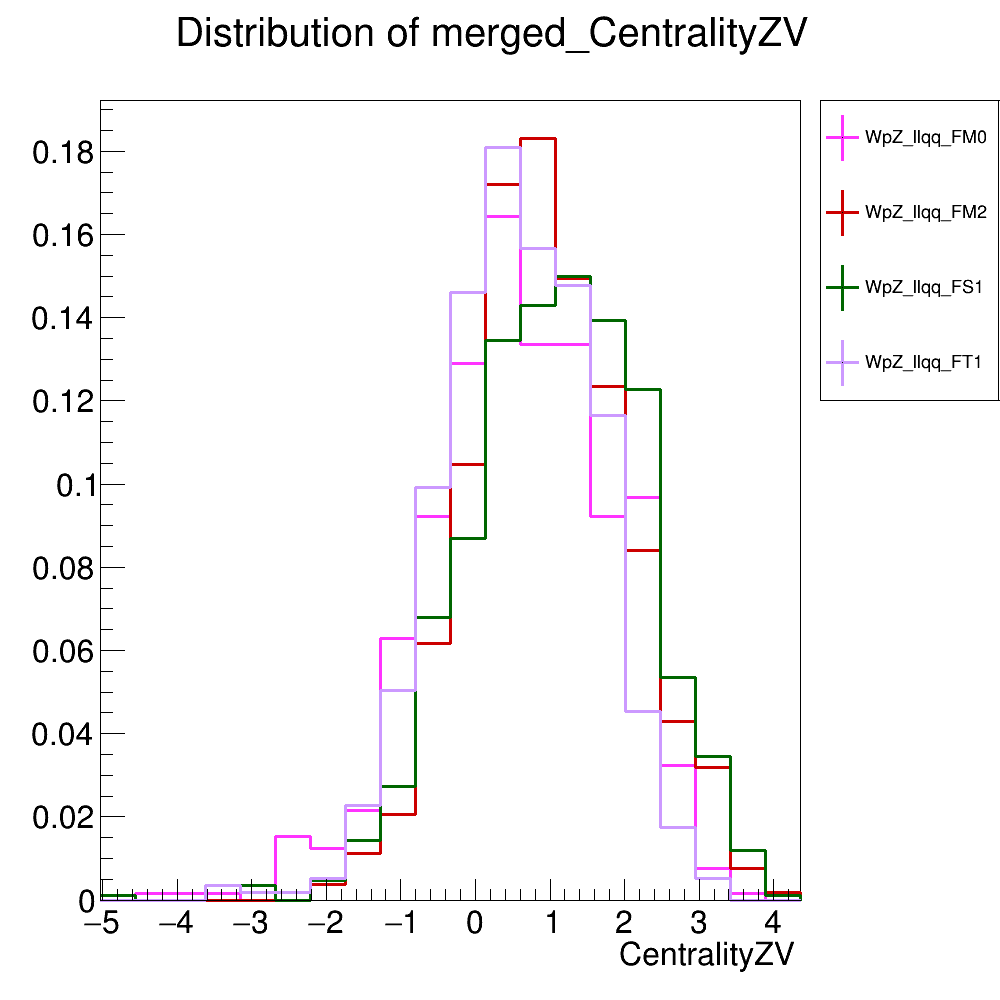 Distribution of merged_CentralityZV
WpZ_llqq_FM0
WpZ_llqq_FM2
WpZ_llqq_FS1
WpZ_llqq_FT1
0.18
0.16
0.14
0.12
0.1
0.08
0.06
0.04
0.02
0
−5 −4 −3 −2 −1 0 1 2 3 4
CentralityZV